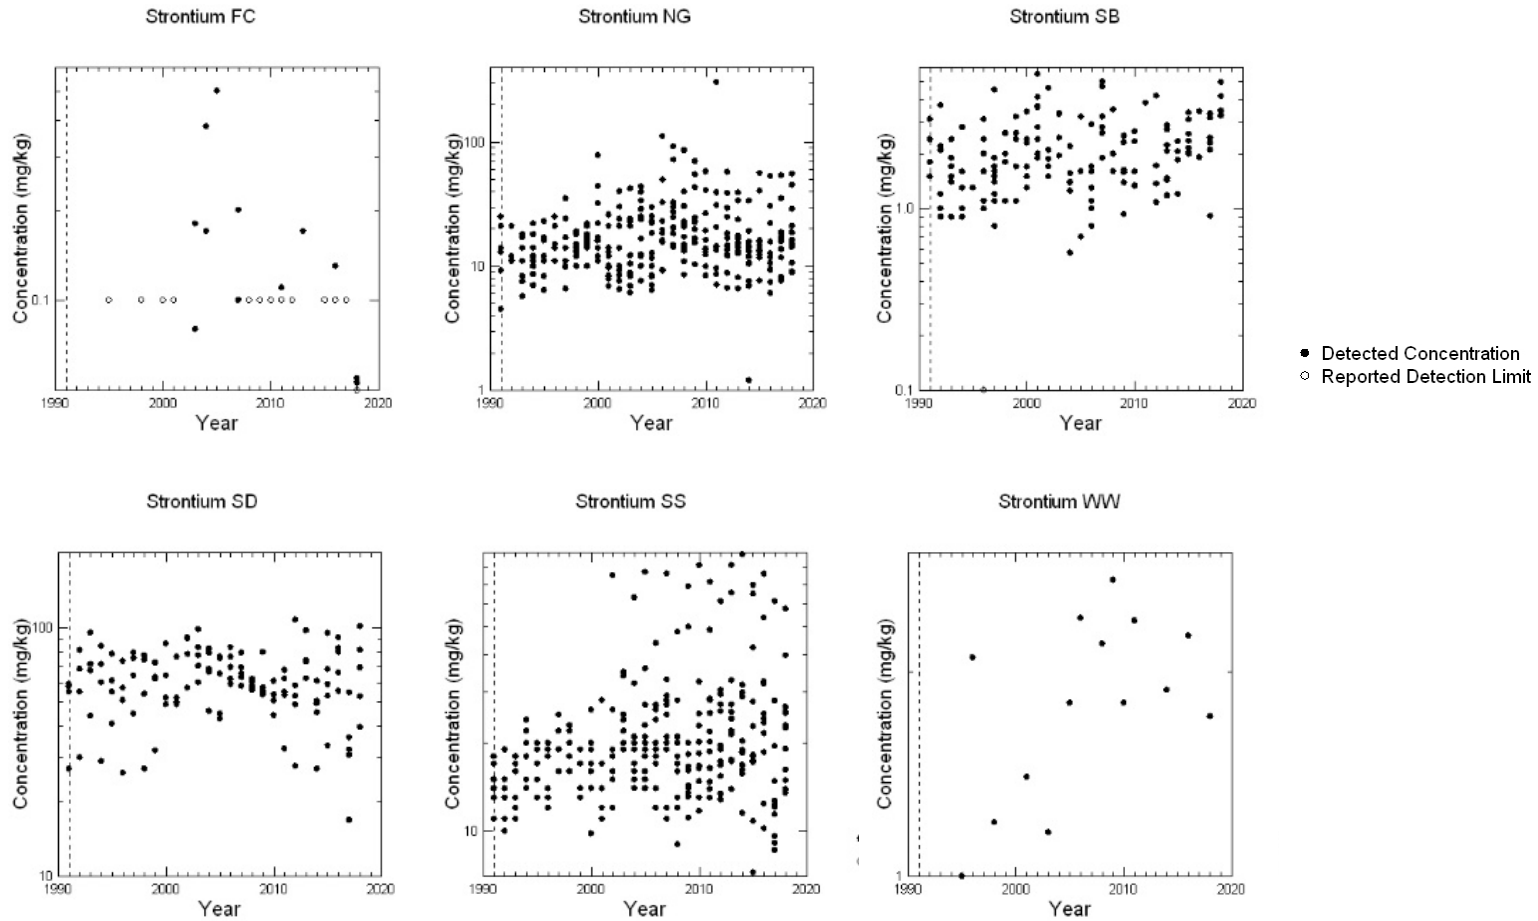 Strontium FC
Strontium NG
Strontium SB
Concentration (mg/kg)
0.1
1990
2000
2010
2020
Year
Concentration (mg/kg)
100
10
1
1990
2000
2010
2020
Year
Concentration (mg/kg)
1.0
0.1
1990
2000
2010
2020
Year
Detected Concentration
Reported Detection Limit
Strontium SD
Strontium SS
Strontium WW
Concentration (mg/kg)
100
10
1990
2000
2010
2020
Year
Concentration (mg/kg)
10
1990
2000
2010
2020
Year
Concentration (mg/kg)
1
1990
2000
2010
2020
Year